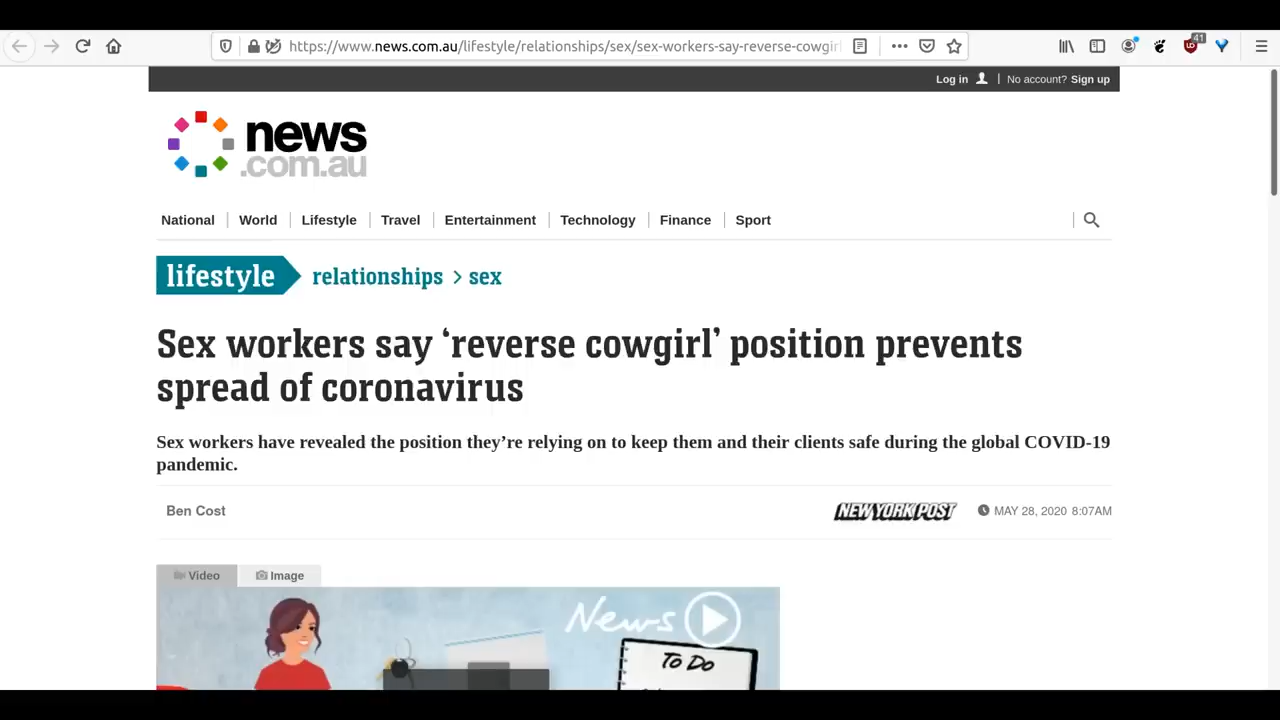 https://www.news.com.au/lifestyle/relationships/sex/sex-workers-say-reverse-cowgirl
41
Log in | No account? Sign up
news
.com.au
National | World | Lifestyle | Travel | Entertainment | Technology | Finance | Sport
lifestyle relationships > sex
Sex workers say ‘reverse cowgirl’ position prevents
spread of coronavirus
Sex workers have revealed the position they’re relying on to keep them and their clients safe during the global COVID-19
pandemic.
Ben Cost NEW YORK POST MAY 28, 2020 8:07AM
Video Image
News
TO DO